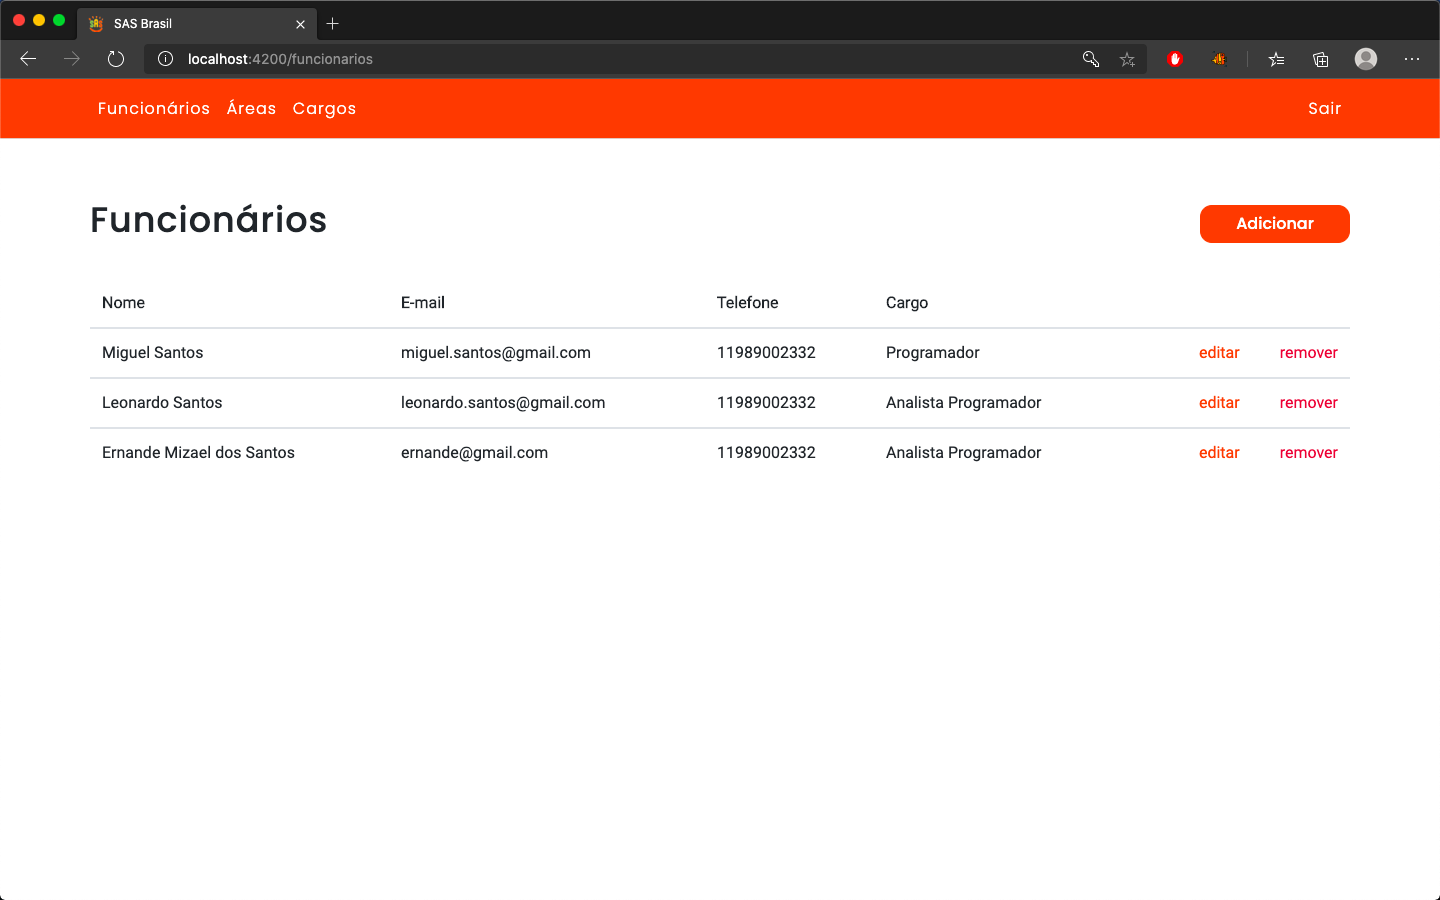 SAS Brasil
localhost:4200/funcionarios
Funcionários Áreas Cargos Sair
Funcionários
Adicionar
Nome E-mail Telefone Cargo
Miguel Santos miguel.santos@gmail.com 11989002332 Programador editar remover
Leonardo Santos leonardo.santos@gmail.com 11989002332 Analista Programador editar remover
Ernande Mizael dos Santos ernande@gmail.com 11989002332 Analista Programador editar remover